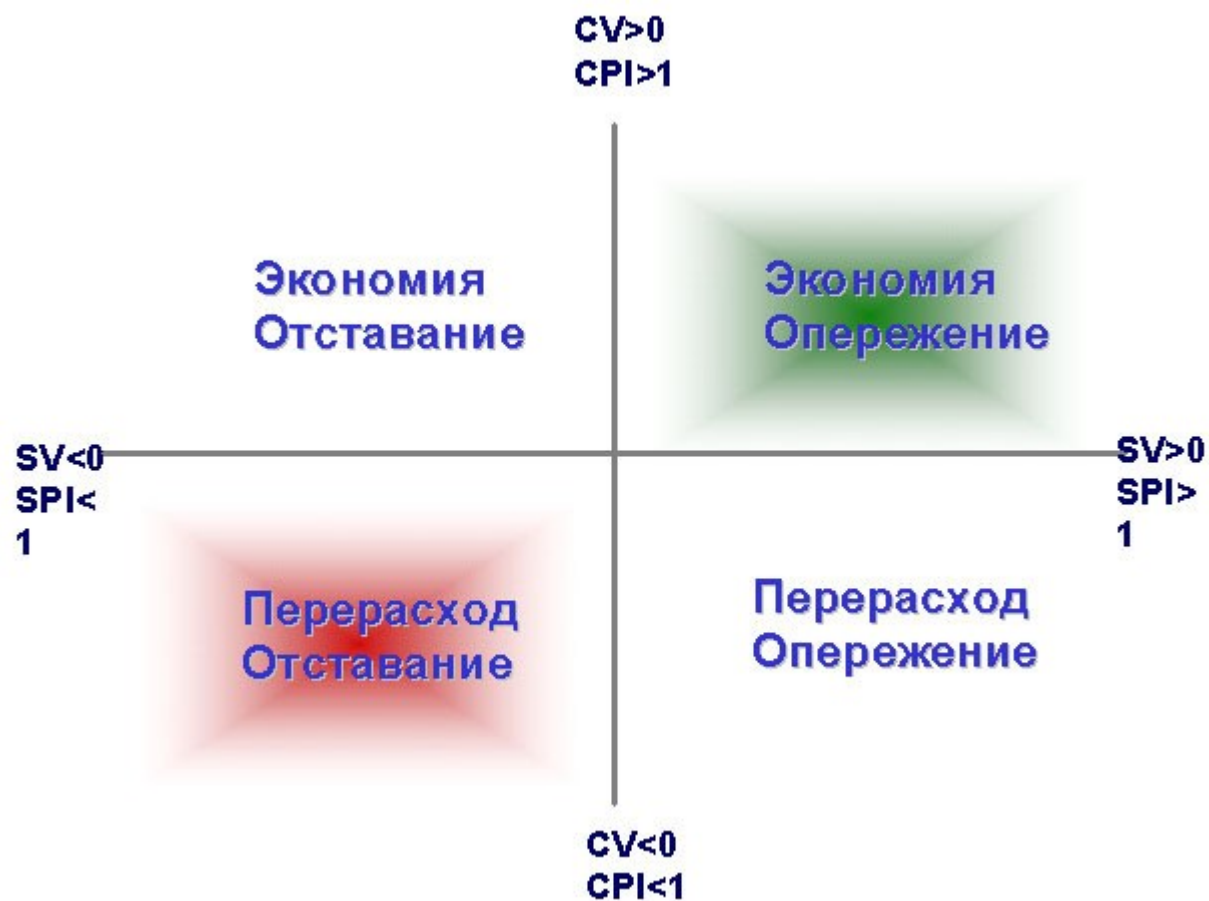 CV>0
CPI>1
Экономия
Отставание
Экономия
Опережение
SV<0
SPI<
1
SV>0
SPI>
1
Перерасход
Отставание
Перерасход
Опережение
CV<0
CPI<1